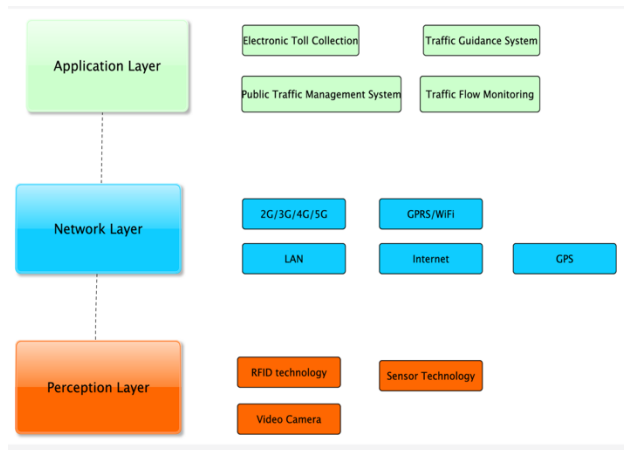 Application Layer
Electronic Toll Collection
Traffic Guidance System
Public Traffic Management System
Traffic Flow Monitoring
Network Layer
2G/3G/4G/5G
GPRS/WiFi
LAN
Internet
GPS
Perception Layer
RFID technology
Sensor Technology
Video Camera